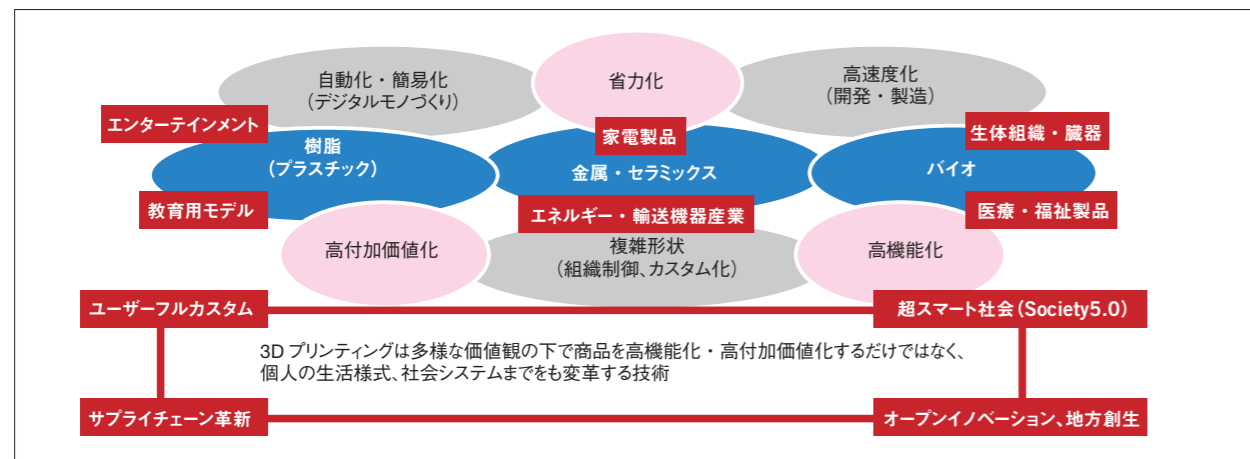 自動化・簡易化
(デジタルモノづくり)
省力化
高速度化
(開発・製造)
エンターテインメント
家電製品
生体組織・臓器
樹脂
(プラスチック)
金属・セラミックス
バイオ
教育用モデル
エネルギー・輸送機器産業
医療・福祉製品
高付加価値化
複雑形状
(組織制御、カスタム化)
高機能化
ユーザーフルカスタム
超スマート社会(Society5.0)
3D プリンティングは多様な価値観の下で商品を高機能化・高付加価値化するだけではなく、
個人の生活様式、社会システムまでをも変革する技術
サプライチェーン革新
オープンイノベーション、地方創生